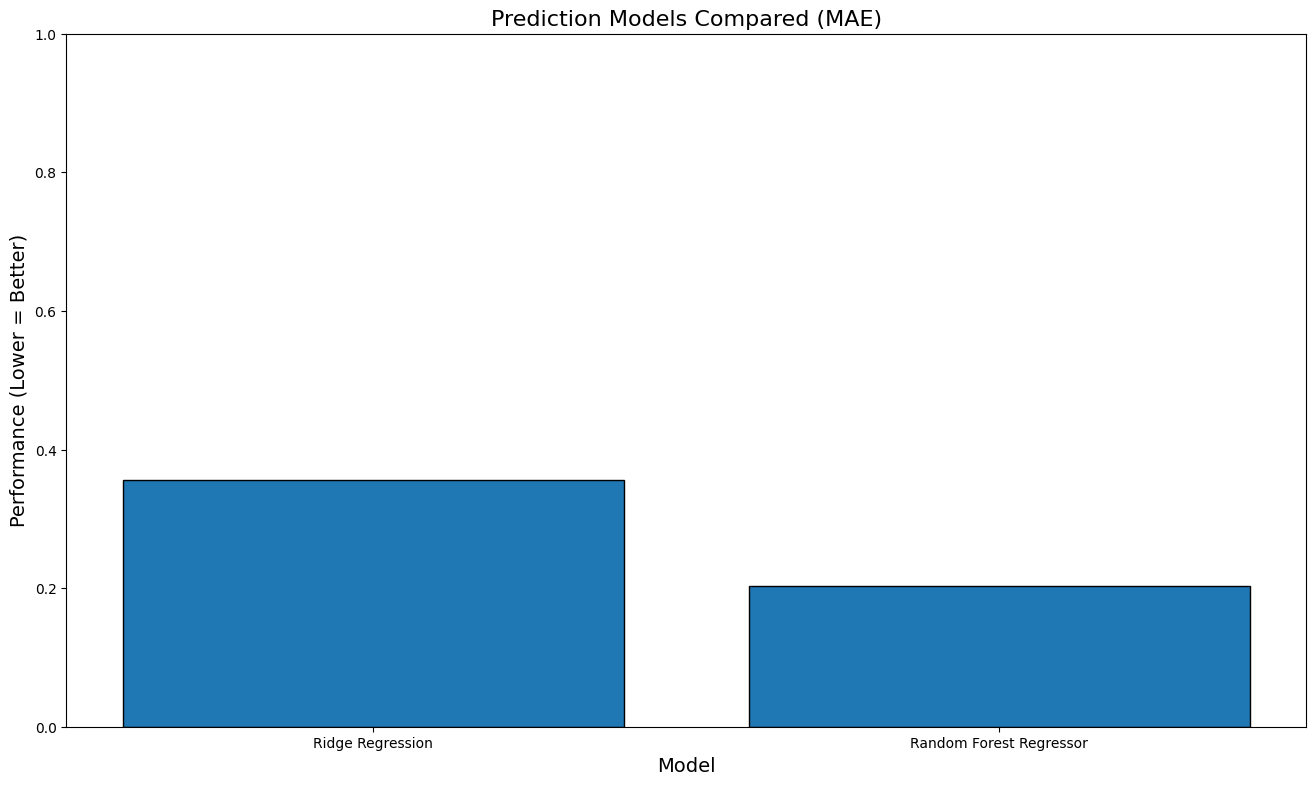 Prediction Models Compared (MAE)
1.0
0.8
0.6
0.4
0.2
0.0
Performance (Lower = Better)
Ridge Regression
Random Forest Regressor
Model